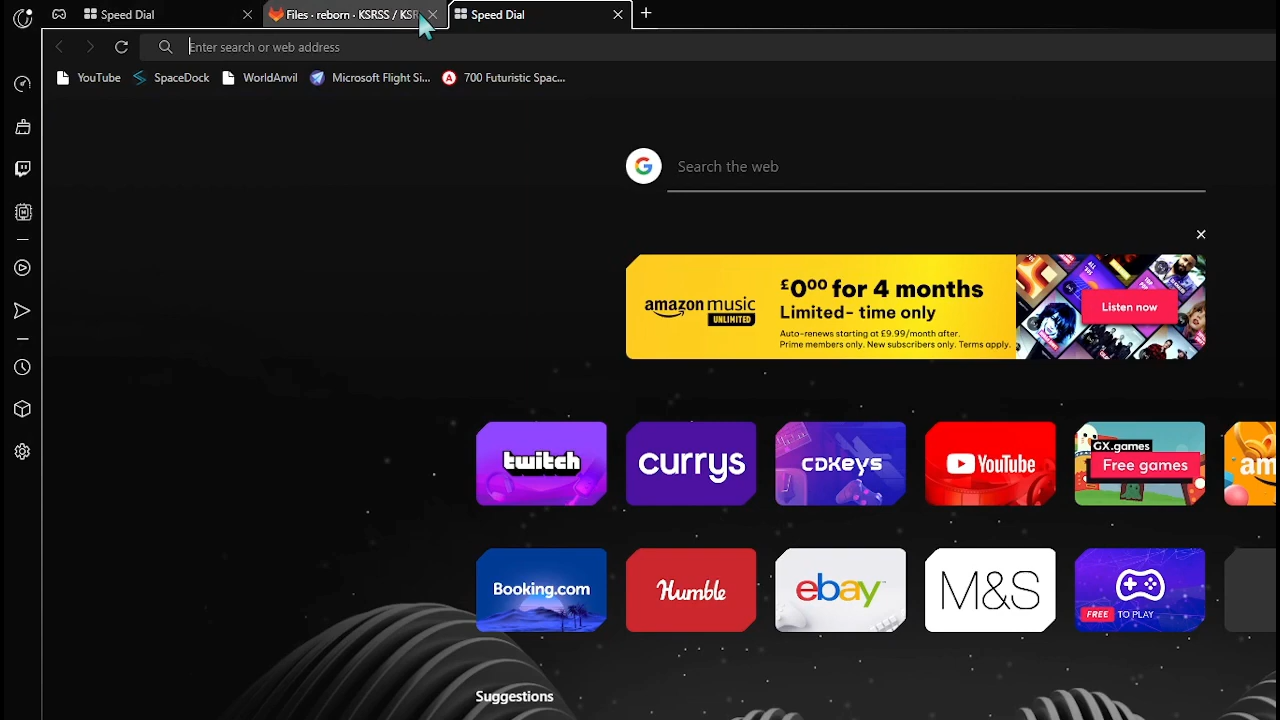 Speed Dial
Files · reborn · KSRSS / KSR
Speed Dial
Enter search or web address
YouTube
SpaceDock
WorldAnvil
Microsoft Flight Si...
700 Futuristic Spac...
Search the web
amazon music
UNLIMITED
£0⁰⁰ for 4 months
Limited- time only
Auto-renews starting at £9.99/month after.
Prime members only. New subscribers only. Terms apply.
Listen now
twitch
currys
CDKeys
YouTube
GX.games
Free games
am
Booking.com
Humble
ebay
M&S
FREE TO PLAY
Suggestions